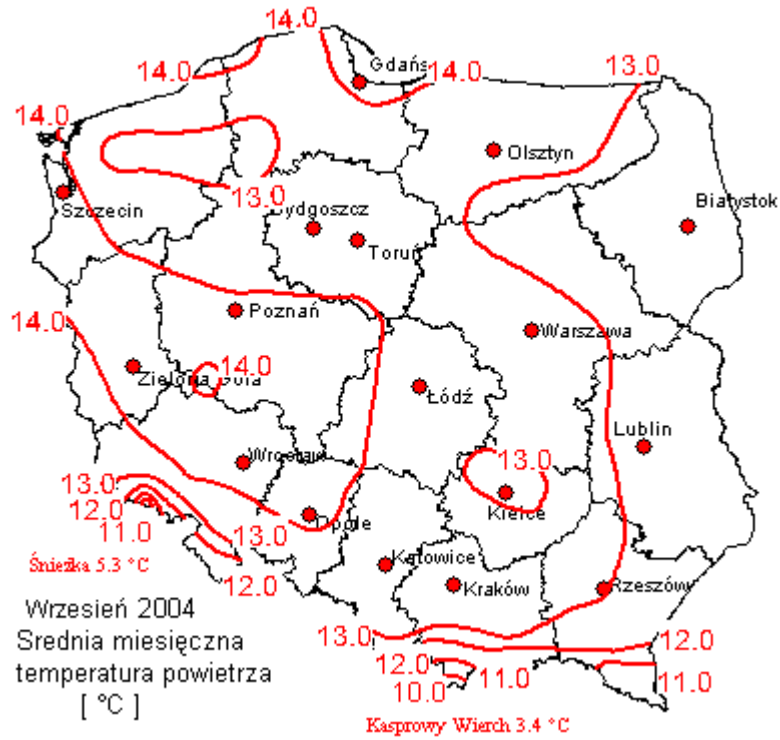 14.0
14.0
Gdańs
14.0
13.0
14.0
Olsztyn
13.0
Szczecin
Bydgoszcz
Toruń
Białystok
14.0
Poznań
Warszawa
14.0
Zielona Góra
Łódź
Lublin
Wrocław
13.0
13.0
12.0
11.0
Kielce
Opole
13.0
Śnieżka 5.3 °C
12.0
Katowice
Kraków
Rzeszów
Wrzesień 2004
Srednia miesięczna
temperatura powietrza
[ °C ]
13.0
12.0
12.0
11.0
11.0
10.0
Kasprowy Wierch 3.4 °C